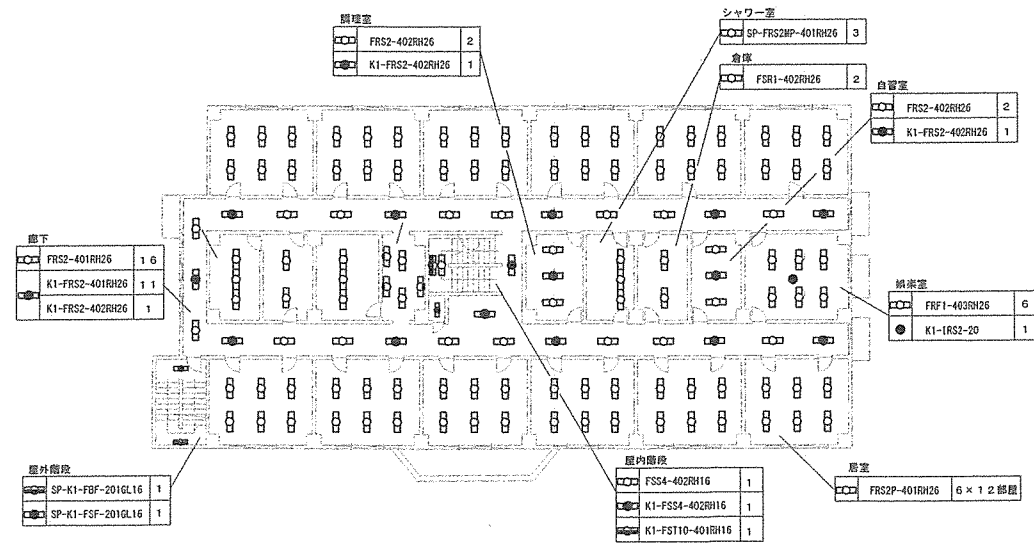 調理室
FRS2-402RH26 2
K1-FRS2-402RH26 1
シャワー室
SP-FRS2WP-401RH26 3
倉庫
FSR1-402RH26 2
自習室
FRS2-402RH26 2
K1-FRS2-402RH26 1
廊下
FRS2-401RH26 16
K1-FRS2-401RH26 11
K1-FRS2-402RH26 1
娯楽室
FRF1-403RH26 6
K1-IRS2-20 1
屋外階段
SP-K1-FBF-201GL16 1
SP-K1-FSF-201GL16 1
屋内階段
FSS4-402RH16 1
K1-FSS4-402RH16 1
K1-FST10-401RH16 1
居室
FRS2P-401RH26 6×12部屋